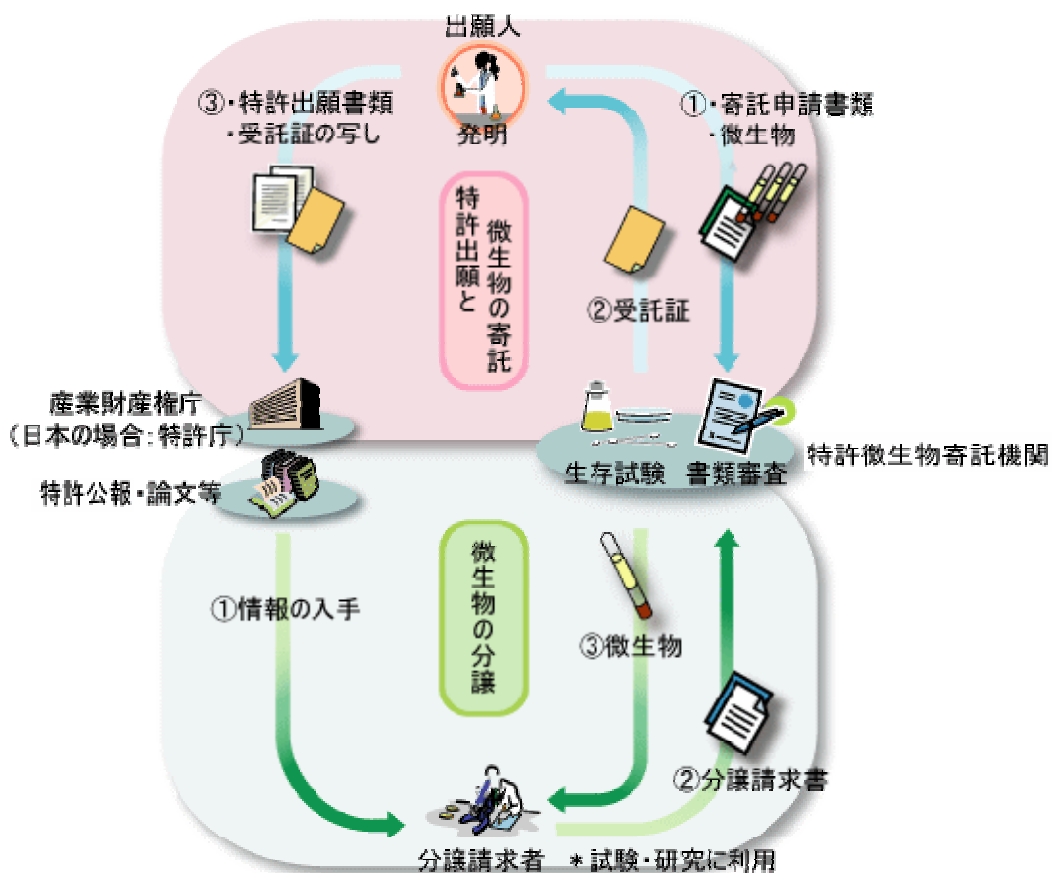 出願人
発明
③・特許出願書類
・受託証の写し
①・寄託申請書類
・微生物
特許出願と
微生物の寄託
②受託証
産業財産権庁
(日本の場合：特許庁)
特許公報・論文等
生存試験
書類審査
特許微生物寄託機関
微生物の分譲
①情報の入手
③微生物
②分譲請求書
分譲請求者
＊試験・研究に利用